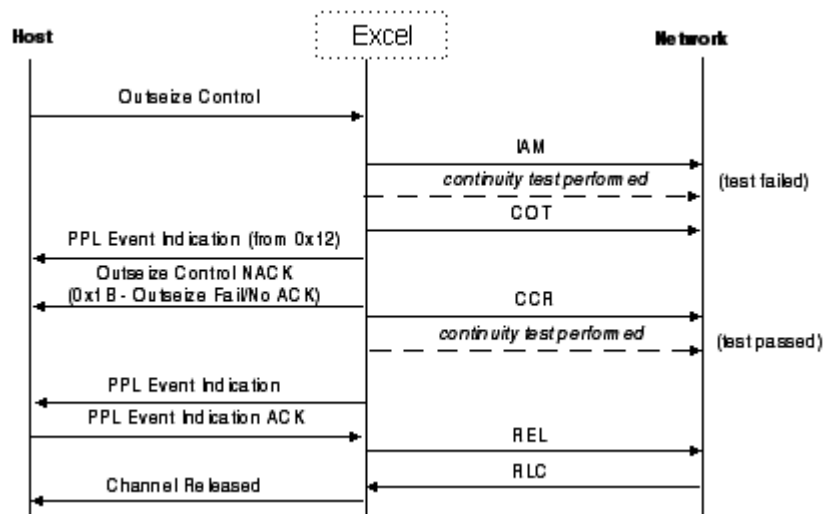 Host Excel Network
Outseize Control
IAM
continuity test performed (test failed)
COT
PPL Event Indication (from 0x12)
Outseize Control NACK
(0x1B - Outseize Fail/No ACK)
CCR
continuity test performed (test passed)
PPL Event Indication
PPL Event Indication ACK
REL
RLC
Channel Released